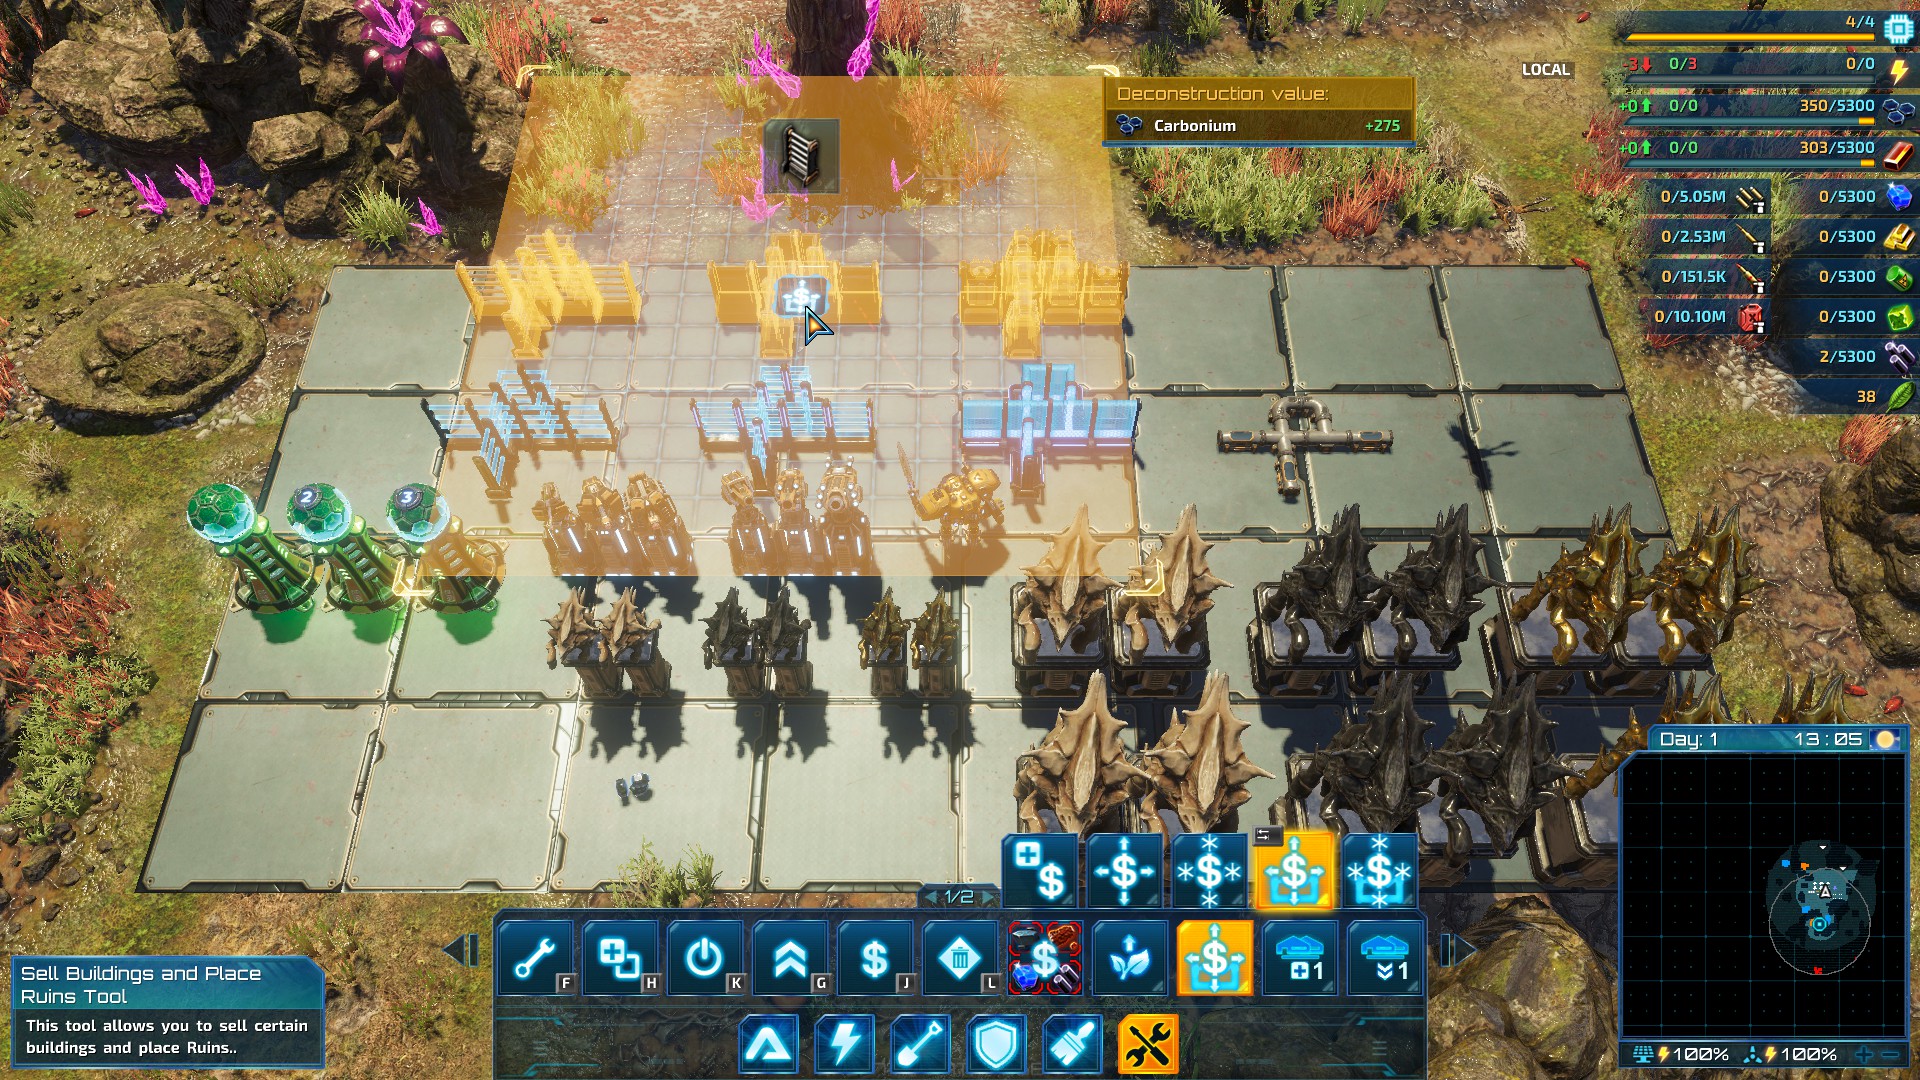 4/4
LOCAL
-3 0/3 0/0
Deconstruction value:
Carbonium +275
+0 0/0 350/5300
+0 0/0 303/5300
0/5.05M 0/5300
0/2.53M 0/5300
0/151.5K 0/5300
0/10.10M 0/5300
2/5300
38
2 3
Day: 1 13:05
1/2
F H K G J L
1 1
Sell Buildings and Place
Ruins Tool
This tool allows you to sell certain
buildings and place Ruins..
100% 100%